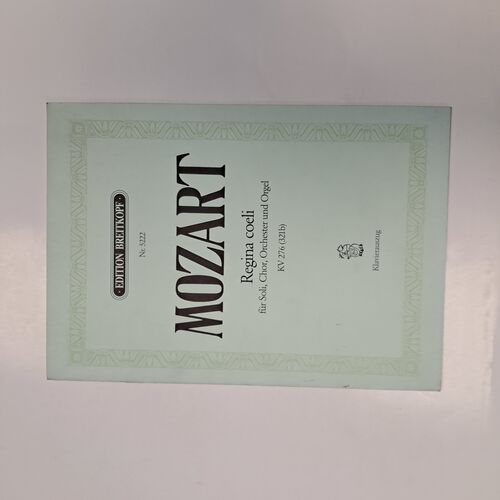 · EDITION BREITKOPF ·
Nr. 5222
MOZART
Regina coeli
für Soli, Chor, Orchester und Orgel
KV 276 (321b)
Klavierauszug